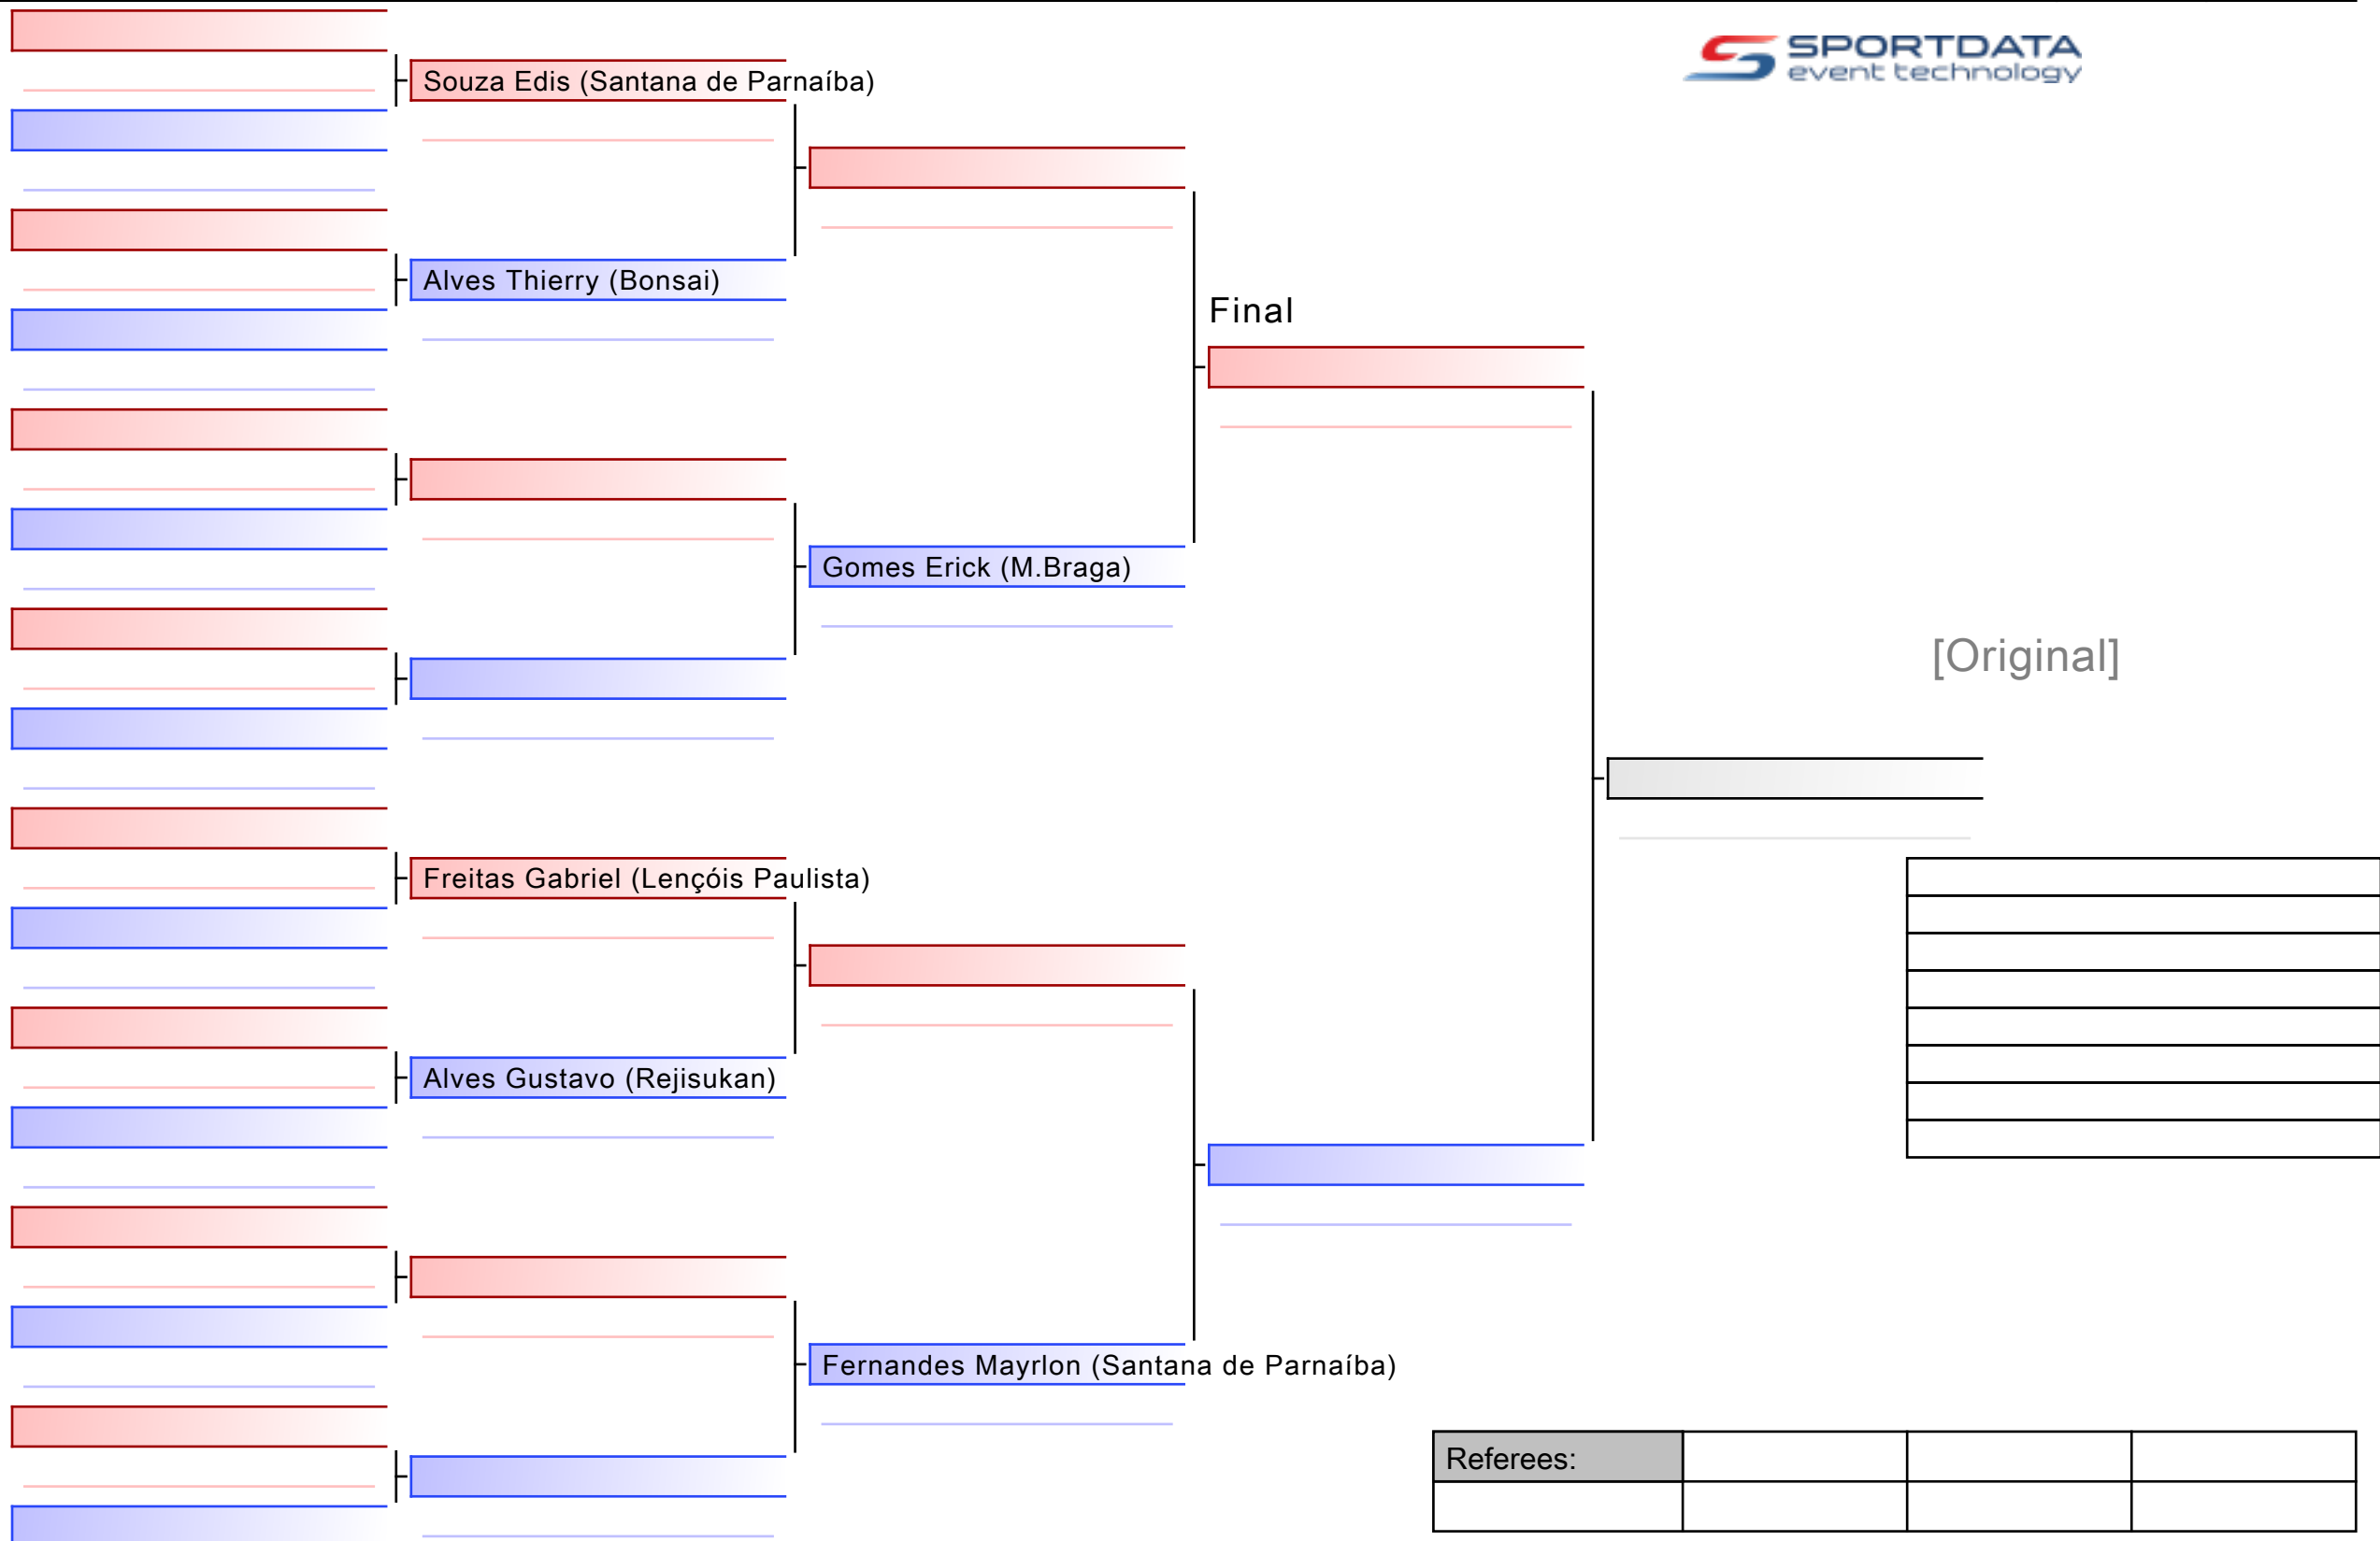 SPORTDATA
event technology
Souza Edis (Santana de Parnaíba)
Alves Thierry (Bonsai)
Final
Gomes Erick (M.Braga)
[Original]
Freitas Gabriel (Lençóis Paulista)
Alves Gustavo (Rejisukan)
Fernandes Mayrlon (Santana de Parnaíba)
Referees: